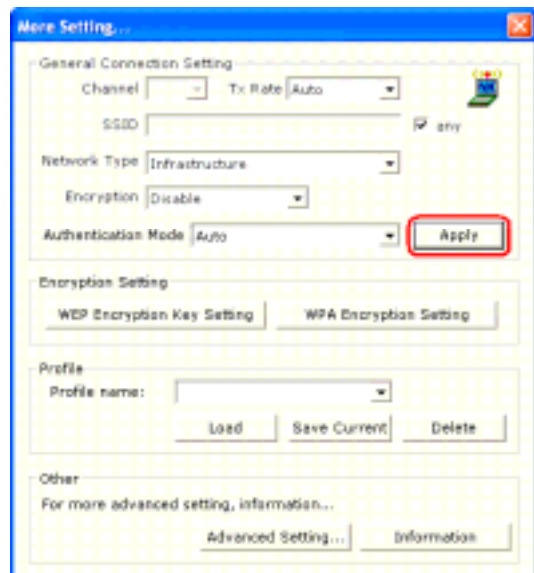 More Setting...
General Connection Setting
Channel Tx Rate Auto
SSID any
Network Type Infrastructure
Encryption Disable
Authentication Mode Auto Apply
Encryption Setting
WEP Encryption Key Setting WPA Encryption Setting
Profile
Profile name:
Load Save Current Delete
Other
For more advanced setting, information...
Advanced Setting... Information